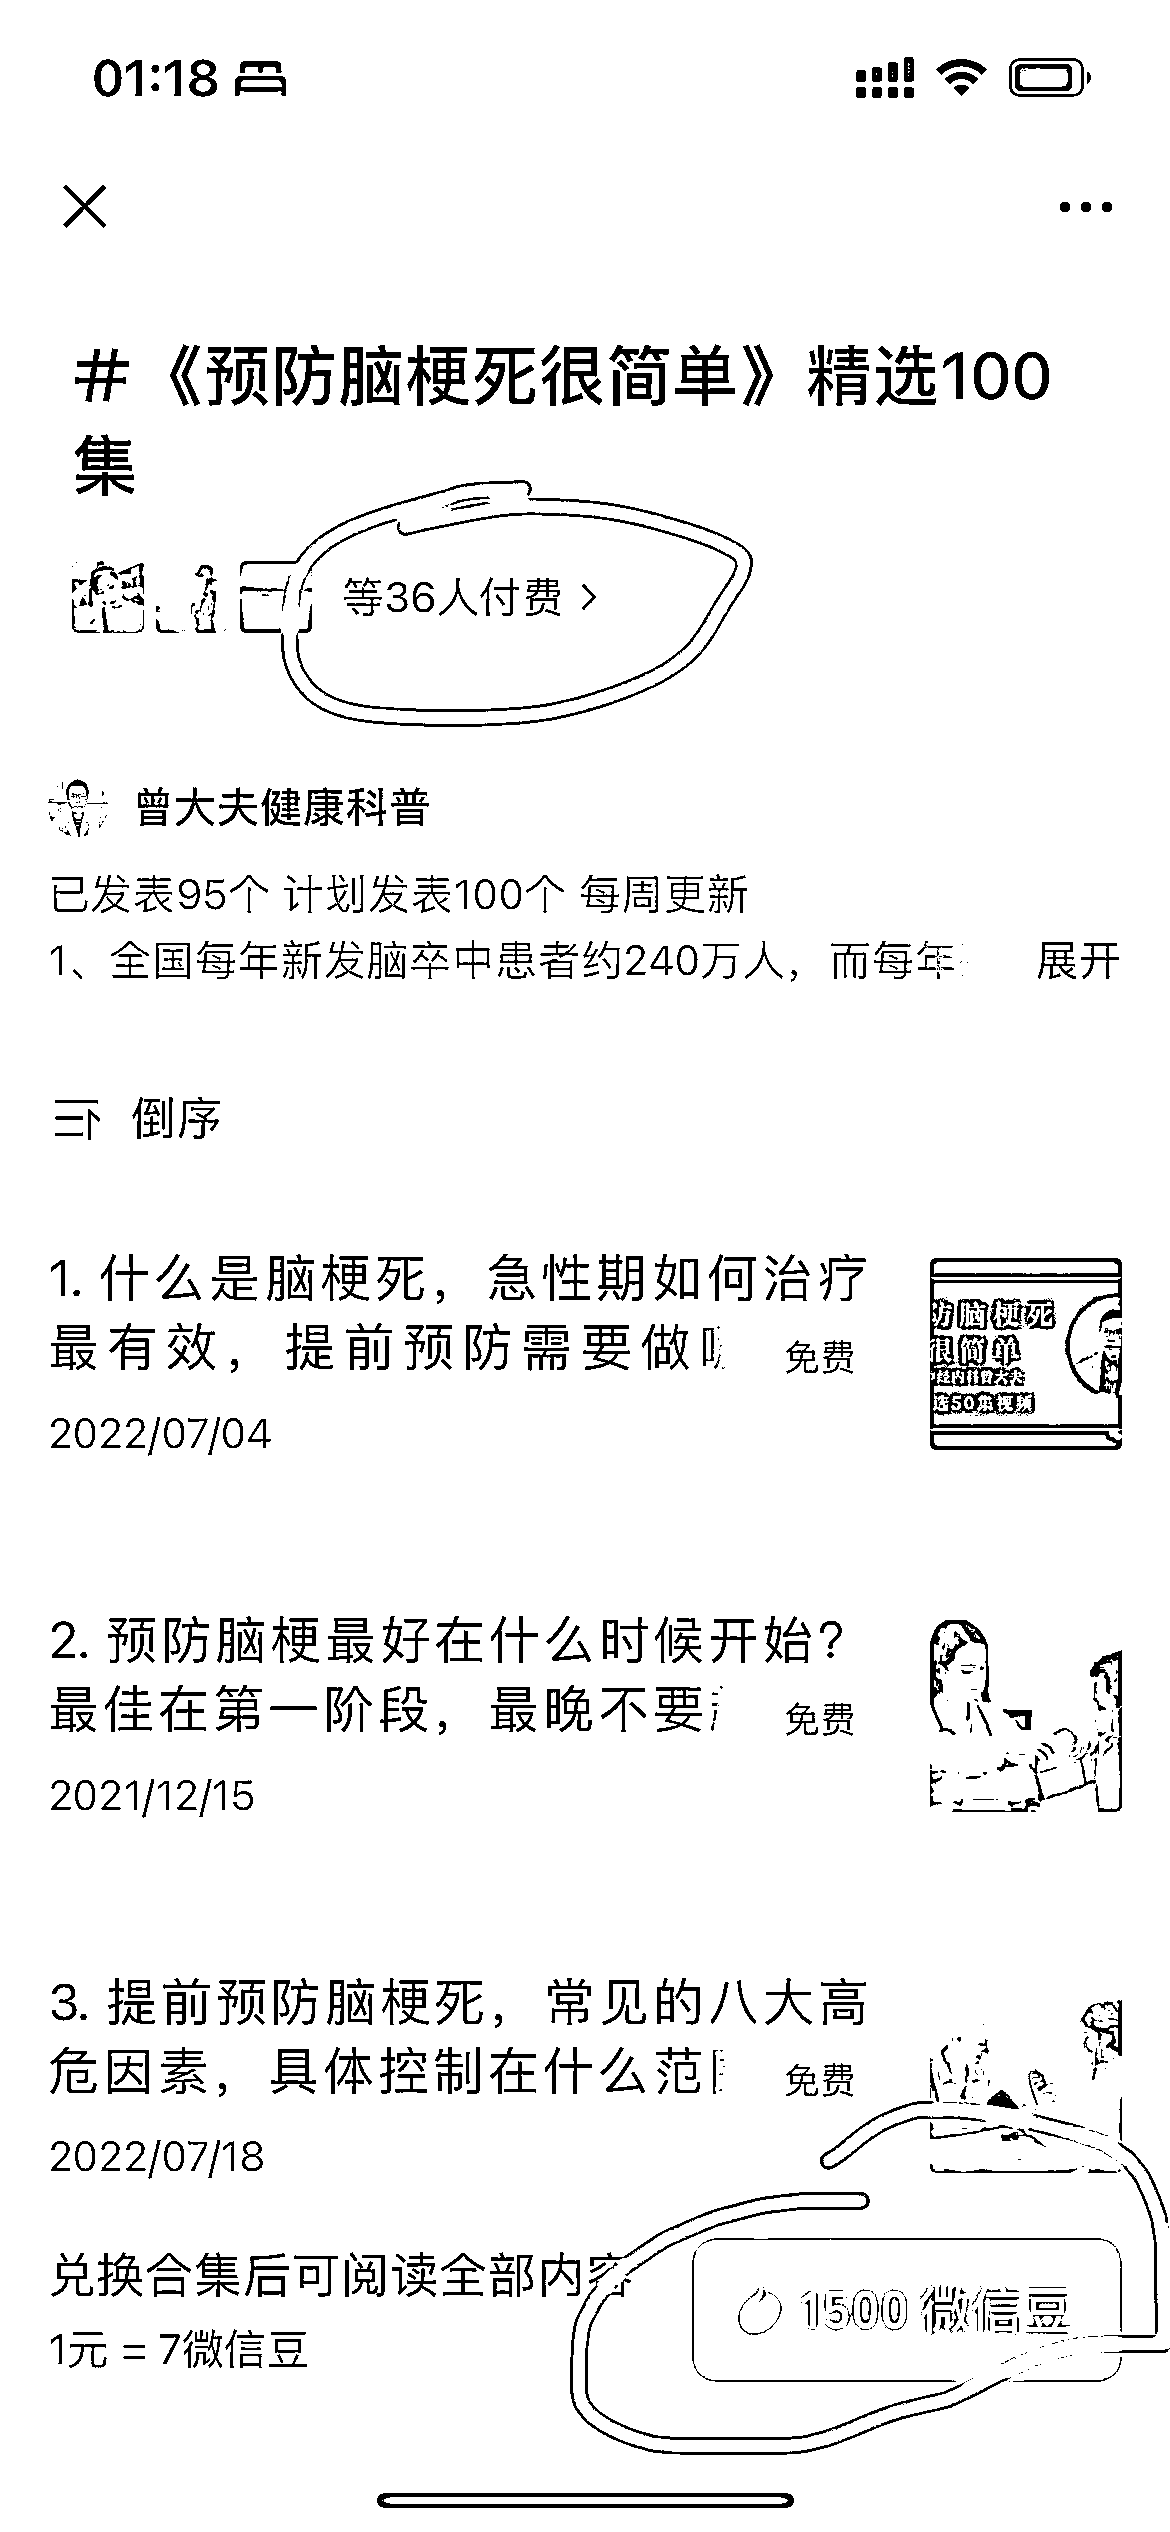 01:18
#《预防脑梗死很简单》精选100
集
等36人付费
曾大夫健康科普
已发表95个 计划发表100个 每周更新
1、全国每年新发脑卒中患者约240万人，而每年 展开
倒序
1. 什么是脑梗死，急性期如何治疗
最有效，提前预防需要做 免费
2022/07/04
防脑梗死
很简单
选50集视频
2. 预防脑梗最好在什么时候开始？
最佳在第一阶段，最晚不要 免费
2021/12/15
3. 提前预防脑梗死，常见的八大高
危因素，具体控制在什么范 免费
2022/07/18
兑换合集后可阅读全部内容
1500 微信豆
1元 = 7微信豆